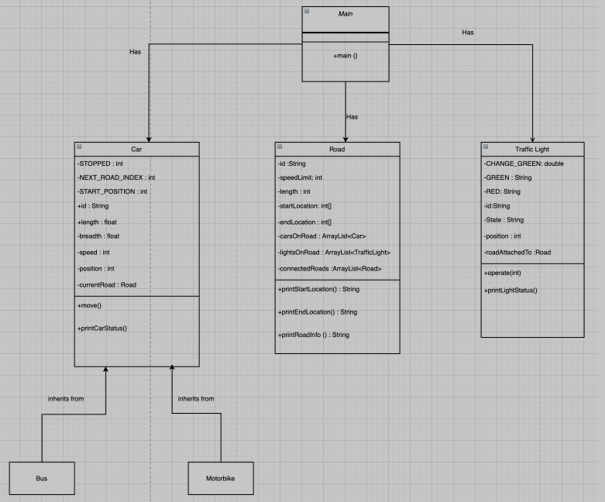 Main
+main ()
Has
Has
Has
Car
-STOPPED : int
-NEXT_ROAD_INDEX : int
-START_POSITION : int
+id : String
+length : float
-breadth : float
-speed : int
-position : int
-currentRoad : Road
+move()
+printCarStatus()
Road
-id :String
-speedLimit: int
-length : int
-startLocation: int[]
-endLocation : int[]
-carsOnRoad : ArrayList<Car>
-lightsOnRoad : ArrayList<TrafficLight>
-connectedRoads :ArrayList<Road>
+printStartLocation() : String
+printEndLocation() : String
+printRoadInfo () : String
Traffic Light
-CHANGE_GREEN: double
-GREEN : String
-RED: String
-id:String
-State : String
-position : int
-roadAttachedTo :Road
+operate(int)
+printLightStatus()
inherits from
inherits from
Bus
Motorbike